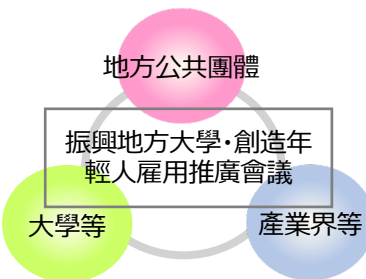 地方公共團體
振興地方大學·創造年
輕人雇用推廣會議
大學等
產業界等